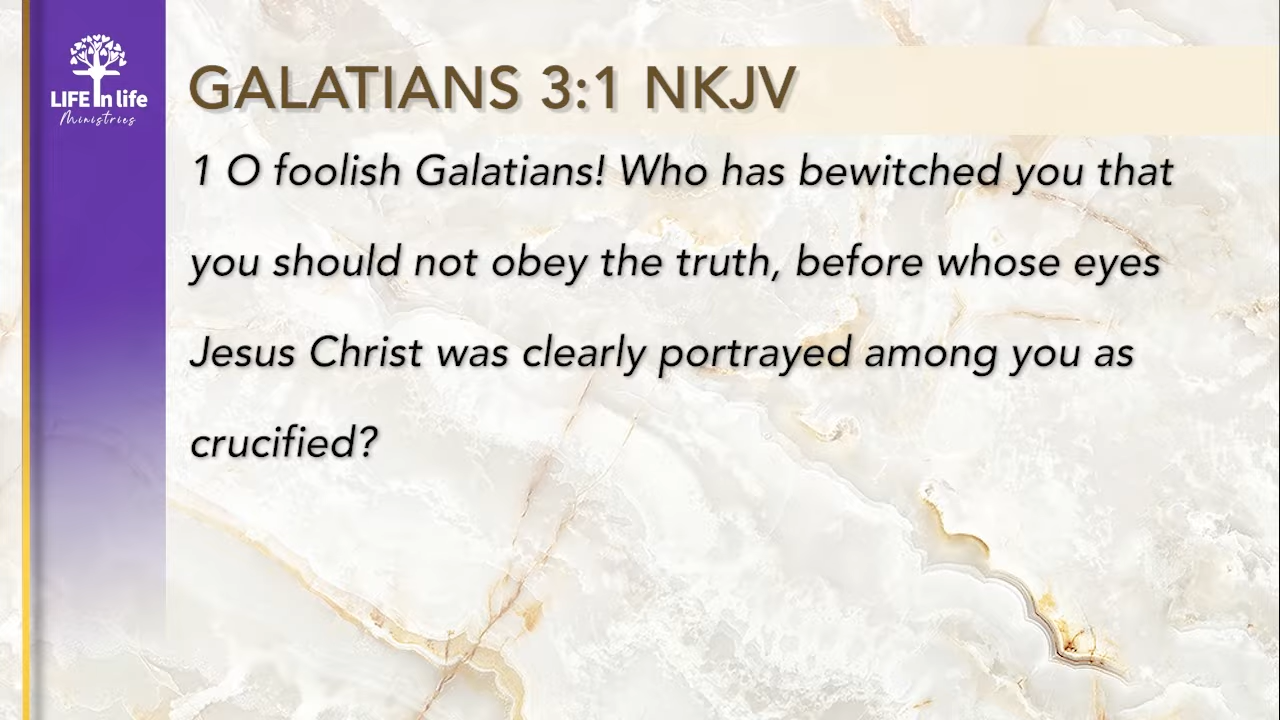 LIFE in life
Ministries
GALATIANS 3:1 NKJV
1 O foolish Galatians! Who has bewitched you that
you should not obey the truth, before whose eyes
Jesus Christ was clearly portrayed among you as
crucified?